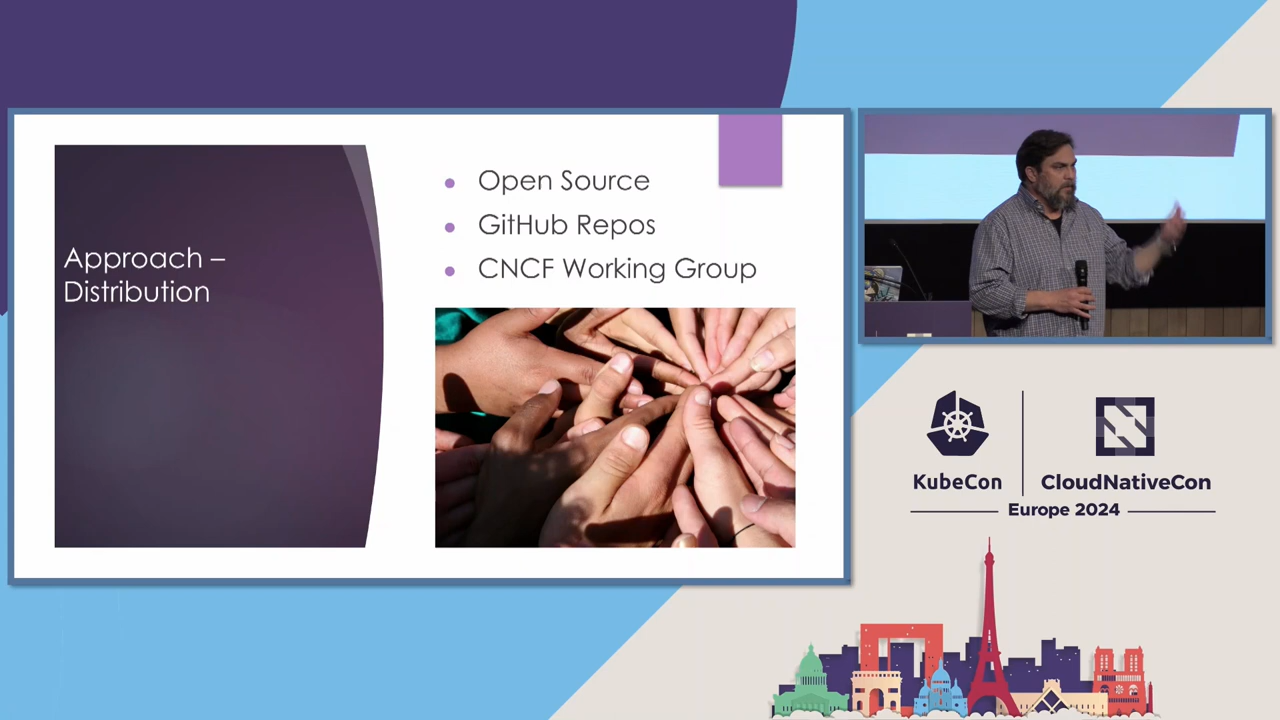 Approach –
Distribution
Open Source
GitHub Repos
CNCF Working Group
KubeCon
CloudNativeCon
Europe 2024